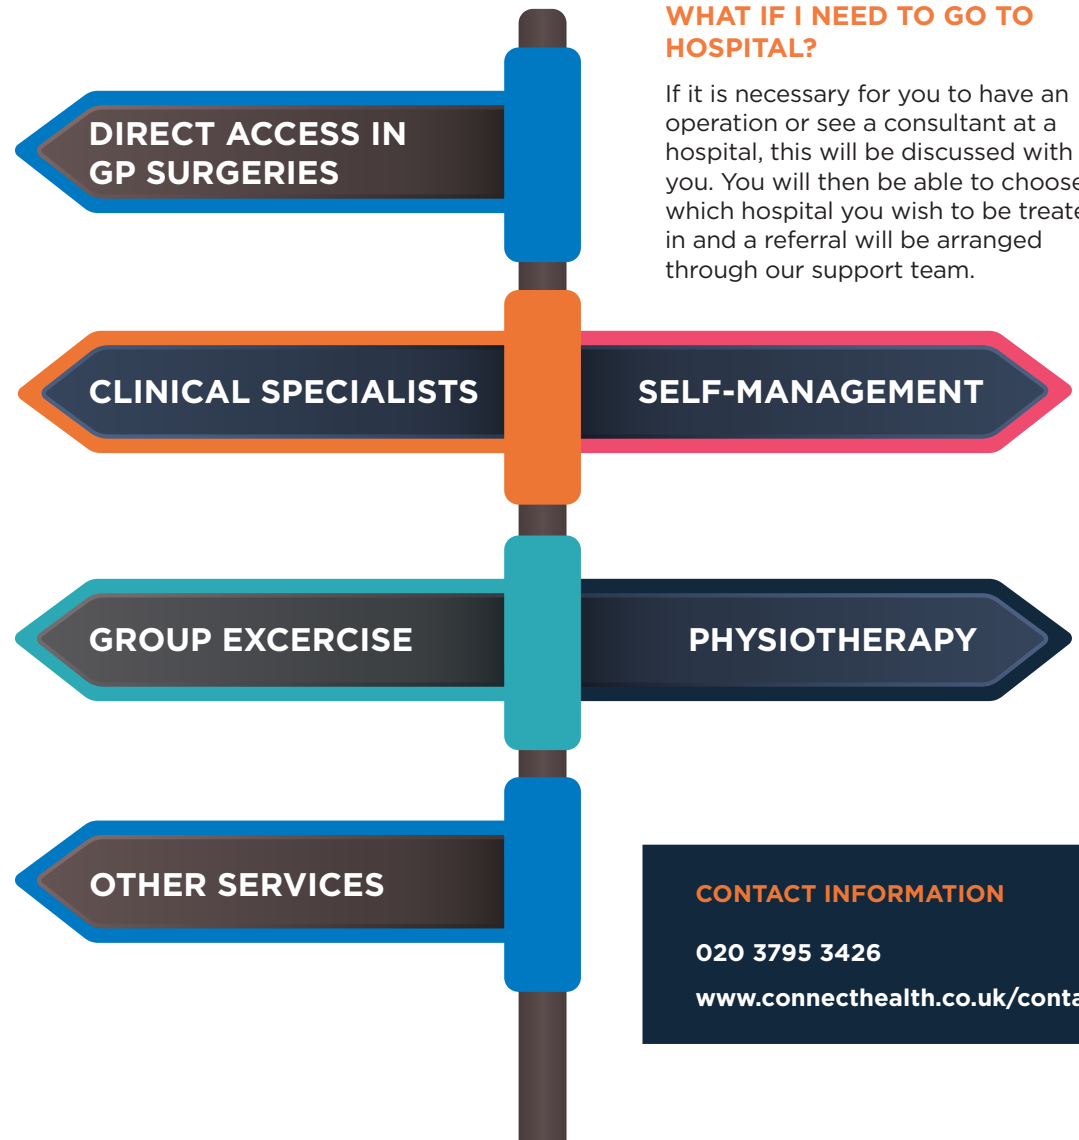 WHAT IF I NEED TO GO TO
HOSPITAL?
If it is necessary for you to have an
operation or see a consultant at a
hospital, this will be discussed with
you. You will then be able to choose
which hospital you wish to be treate
in and a referral will be arranged
through our support team.
DIRECT ACCESS IN
GP SURGERIES
CLINICAL SPECIALISTS
SELF-MANAGEMENT
GROUP EXCERCISE
PHYSIOTHERAPY
OTHER SERVICES
CONTACT INFORMATION
020 3795 3426
www.connecthealth.co.uk/conta